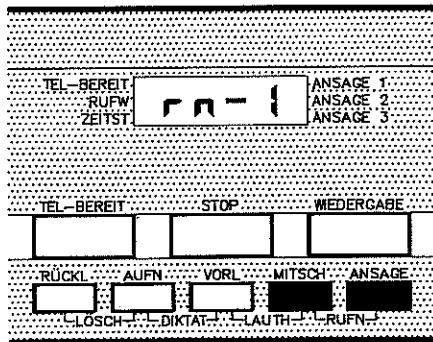 TEL-BEREIT
RUFW
ZEITST
rn-1
ANSAGE 1
ANSAGE 2
ANSAGE 3
TEL-BEREIT STOP WIEDERGABE
RÜCKL AUFN VORL MITSCH ANSAGE
LÖSCH DIKTAT LAUTH RUFN